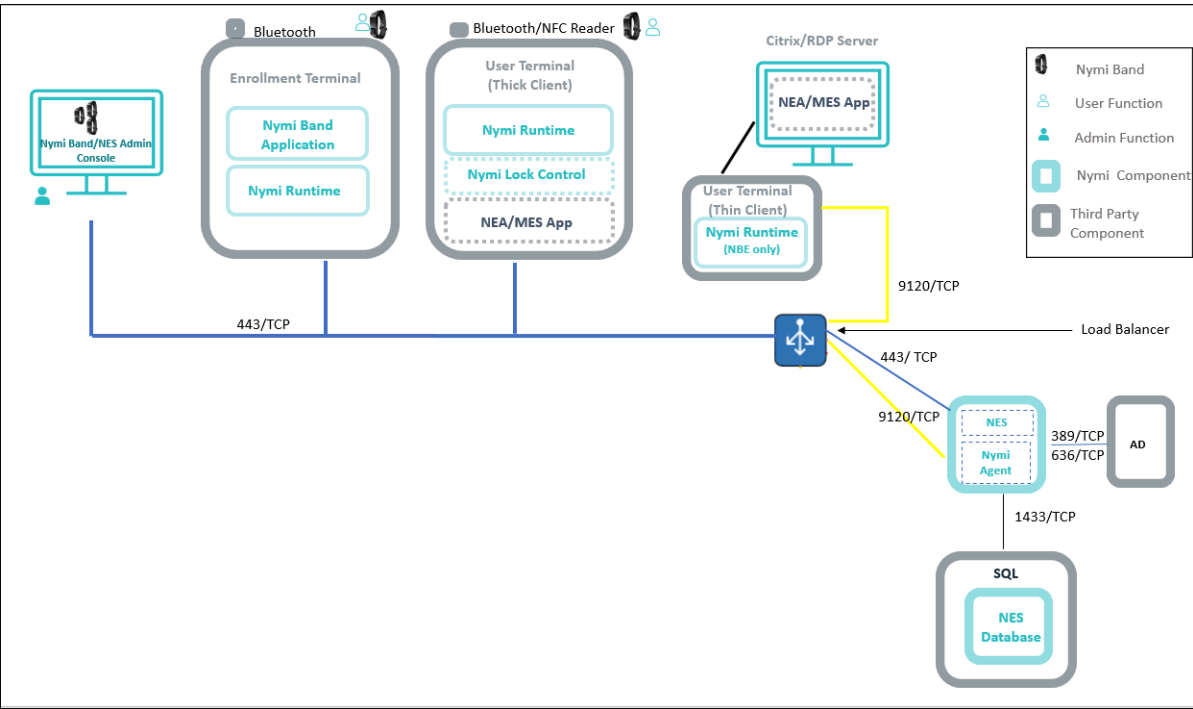 Bluetooth
Enrollment Terminal
Nymi Band
Application
Nymi Runtime
Bluetooth/NFC Reader
User Terminal
(Thick Client)
Nymi Runtime
Nymi Lock Control
NEA/MES App
Citrix/RDP Server
NEA/MES App
User Terminal
(Thin Client)
Nymi Runtime
(NBE only)
Nymi Band
User Function
Admin Function
Nymi Component
Third Party
Component
Nymi Band/NES Admin
Console
443/TCP
9120/TCP
Load Balancer
443/ TCP
9120/TCP
NES
Nymi
Agent
389/TCP
636/TCP
AD
1433/TCP
SQL
NES
Database